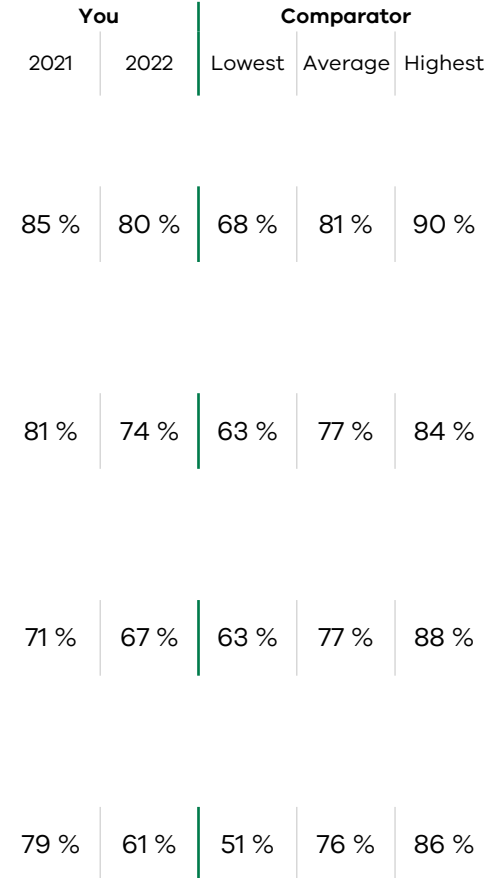 You Comparator
2021 2022 Lowest Average Highest
85 % 80 % 68 % 81 % 90 %
81 % 74 % 63 % 77 % 84 %
71 % 67 % 63 % 77 % 88 %
79 % 61 % 51 % 76 % 86 %